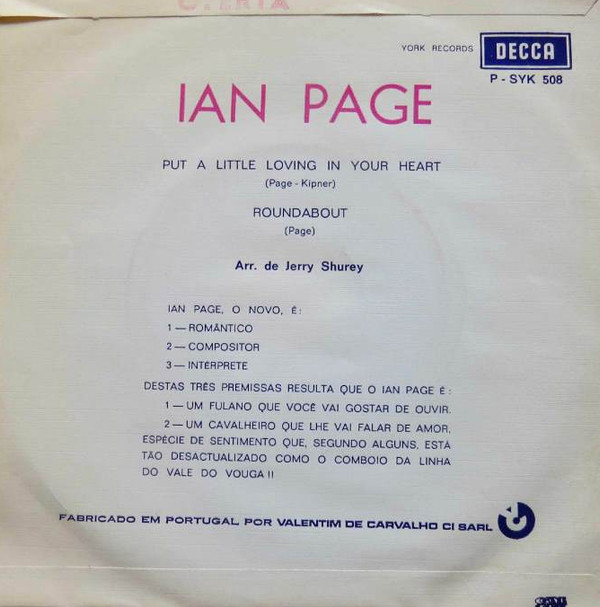 OFERTA
YORK RECORDS
DECCA
P - SYK 508
IAN PAGE
PUT A LITTLE LOVING IN YOUR HEART
(Page - Kipner)
ROUNDABOUT
(Page)
Arr. de Jerry Shurey
IAN PAGE, O NOVO, É:
1 — ROMÂNTICO
2 — COMPOSITOR
3 — INTÉRPRETE
DESTAS TRÊS PREMISSAS RESULTA QUE O IAN PAGE É:
1 — UM FULANO QUE VOCÊ VAI GOSTAR DE OUVIR.
2 — UM CAVALHEIRO QUE LHE VAI FALAR DE AMOR,
ESPÉCIE DE SENTIMENTO QUE, SEGUNDO ALGUNS, ESTÁ
TÃO DESACTUALIZADO COMO O COMBOIO DA LINHA
DO VALE DO VOUGA!!
FABRICADO EM PORTUGAL POR VALENTIM DE CARVALHO CI SARL